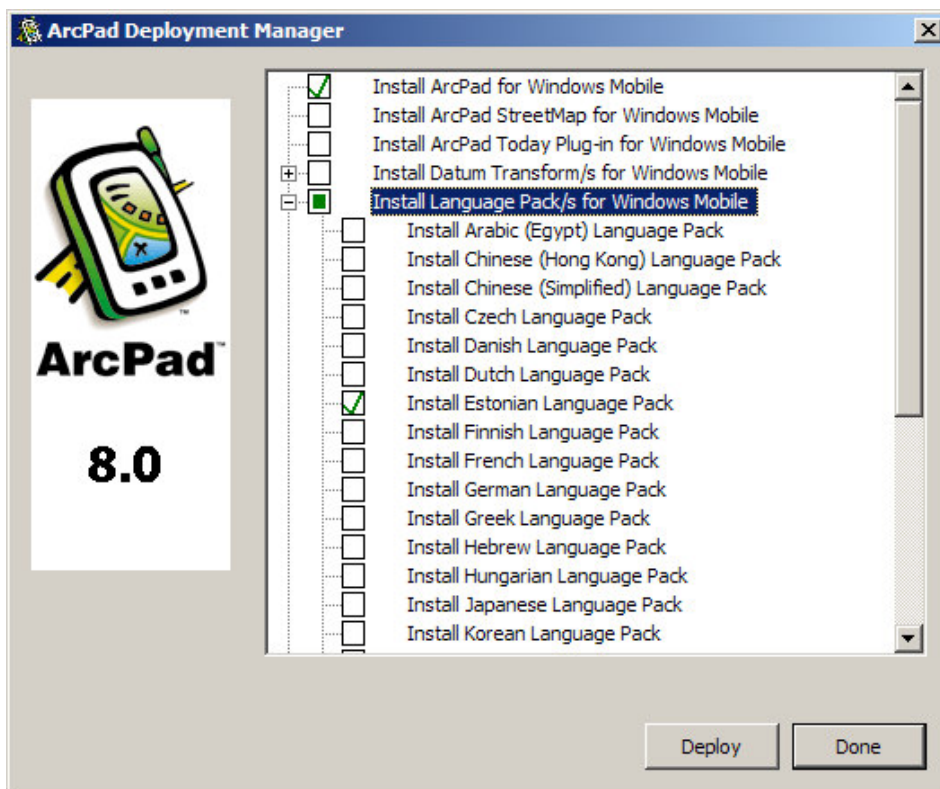 ArcPad Deployment Manager
Install ArcPad for Windows Mobile
Install ArcPad StreetMap for Windows Mobile
Install ArcPad Today Plug-in for Windows Mobile
Install Datum Transform/s for Windows Mobile
Install Language Pack/s for Windows Mobile
Install Arabic (Egypt) Language Pack
Install Chinese (Hong Kong) Language Pack
Install Chinese (Simplified) Language Pack
Install Czech Language Pack
Install Danish Language Pack
Install Dutch Language Pack
Install Estonian Language Pack
Install Finnish Language Pack
Install French Language Pack
Install German Language Pack
Install Greek Language Pack
Install Hebrew Language Pack
Install Hungarian Language Pack
Install Japanese Language Pack
Install Korean Language Pack
™
ArcPad™
8.0
Deploy
Done